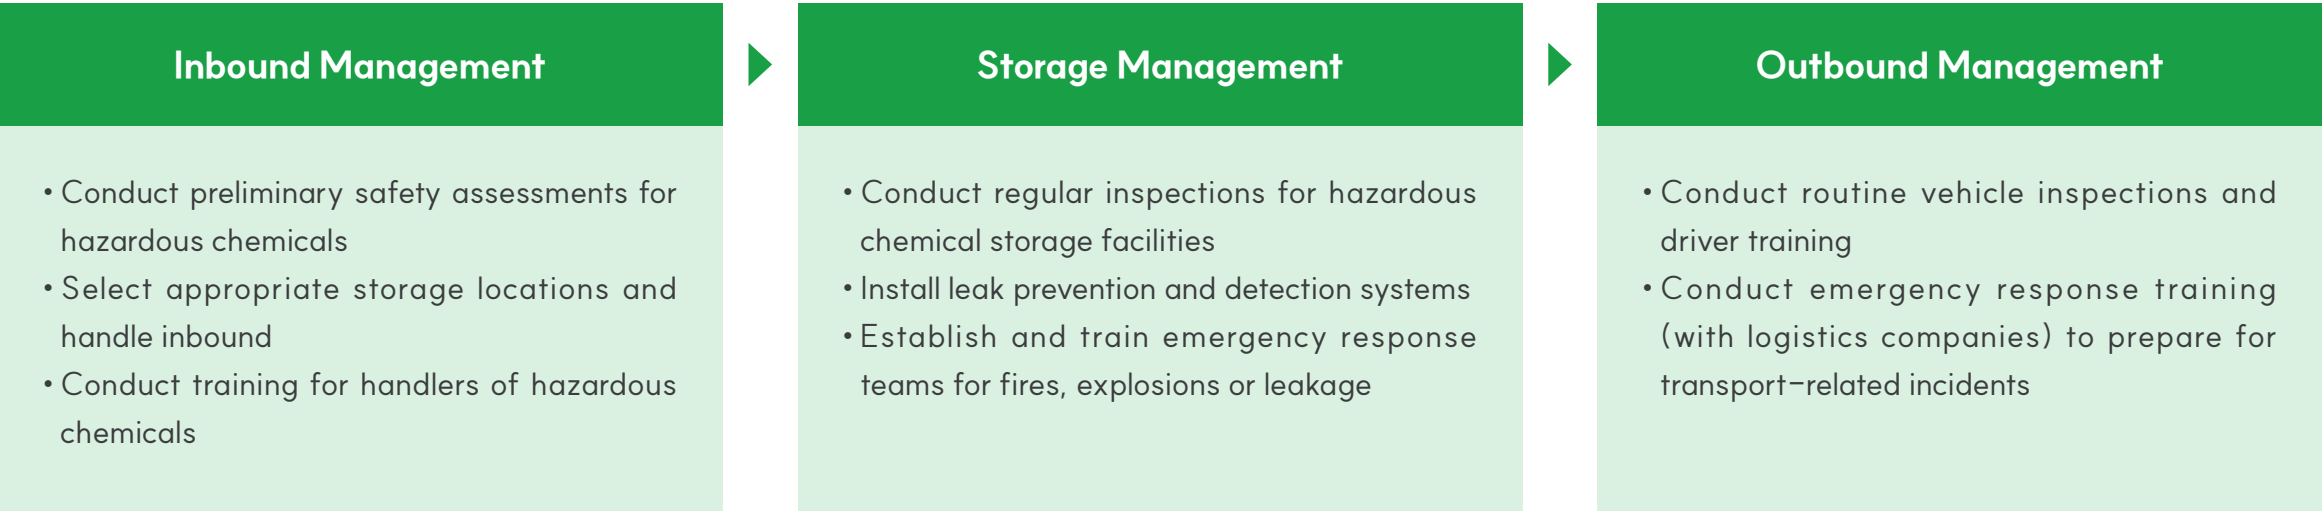 Inbound Management
• Conduct preliminary safety assessments for
hazardous chemicals
• Select appropriate storage locations and
handle inbound
• Conduct training for handlers of hazardous
chemicals
Storage Management
• Conduct regular inspections for hazardous
chemical storage facilities
• Install leak prevention and detection systems
• Establish and train emergency response
teams for fires, explosions or leakage
Outbound Management
• Conduct routine vehicle inspections and
driver training
• Conduct emergency response training
(with logistics companies) to prepare for
transport-related incidents